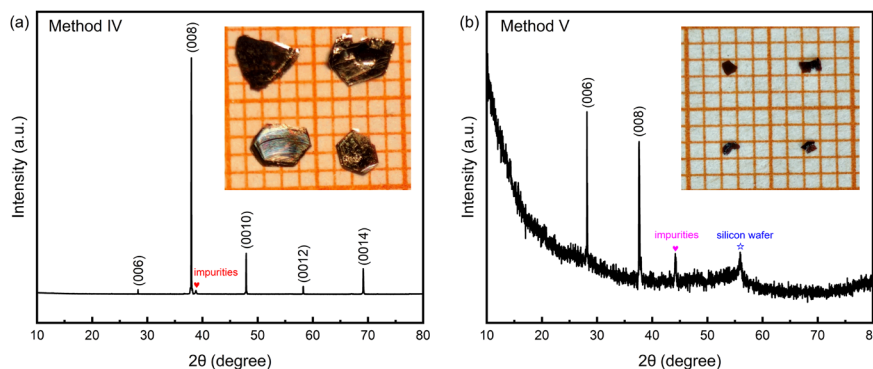 (a)
Method IV
(008)
(006)
impurities
(0010)
(0012)
(0014)
Intensity (a.u.)
10 20 30 40 50 60 70 80
2θ (degree)
(b)
Method V
(006)
(008)
impurities
silicon wafer
Intensity (a.u.)
10 20 30 40 50 60 70 80
2θ (degree)